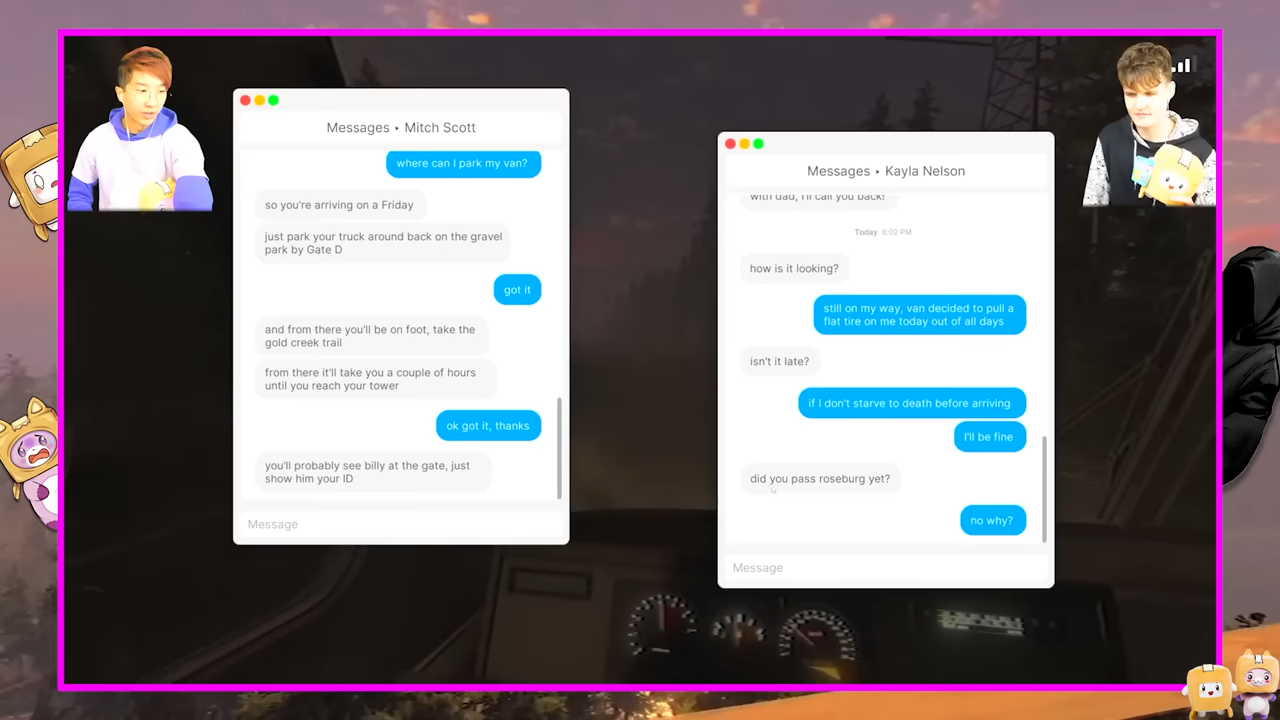 Messages ▸ Mitch Scott
where can I park my van?
so you're arriving on a Friday
just park your truck around back on the gravel
park by Gate D
got it
and from there you'll be on foot, take the
gold creek trail
from there it'll take you a couple of hours
until you reach your tower
ok got it, thanks
you'll probably see billy at the gate, just
show him your ID
Message
Messages ▸ Kayla Nelson
with dad, I'll call you back!
Today 6:02 PM
how is it looking?
still on my way, van decided to pull a
flat tire on me today out of all days
isn't it late?
if I don't starve to death before arriving
I'll be fine
did you pass roseburg yet?
no why?
Message